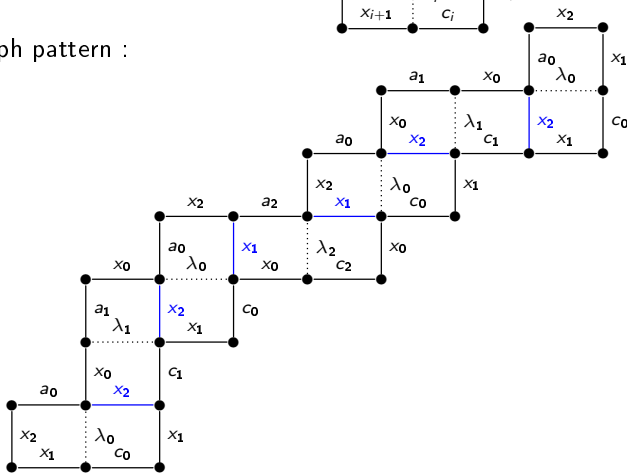 x_{i+1} c_i
x_2
ph pattern :
a_0 x_1
a_1 x_0 λ_0
x_0 λ_1 x_2 c_0
a_0 x_2 c_1 x_1
x_2 λ_0 x_1
x_2 a_2 x_1 c_0
a_0 x_1 λ_2 x_0
x_0 λ_0 x_0 c_2
a_1 x_2 c_0
λ_1 x_1
x_0 c_1
a_0 x_2
x_2 λ_0 x_1
x_1 c_0